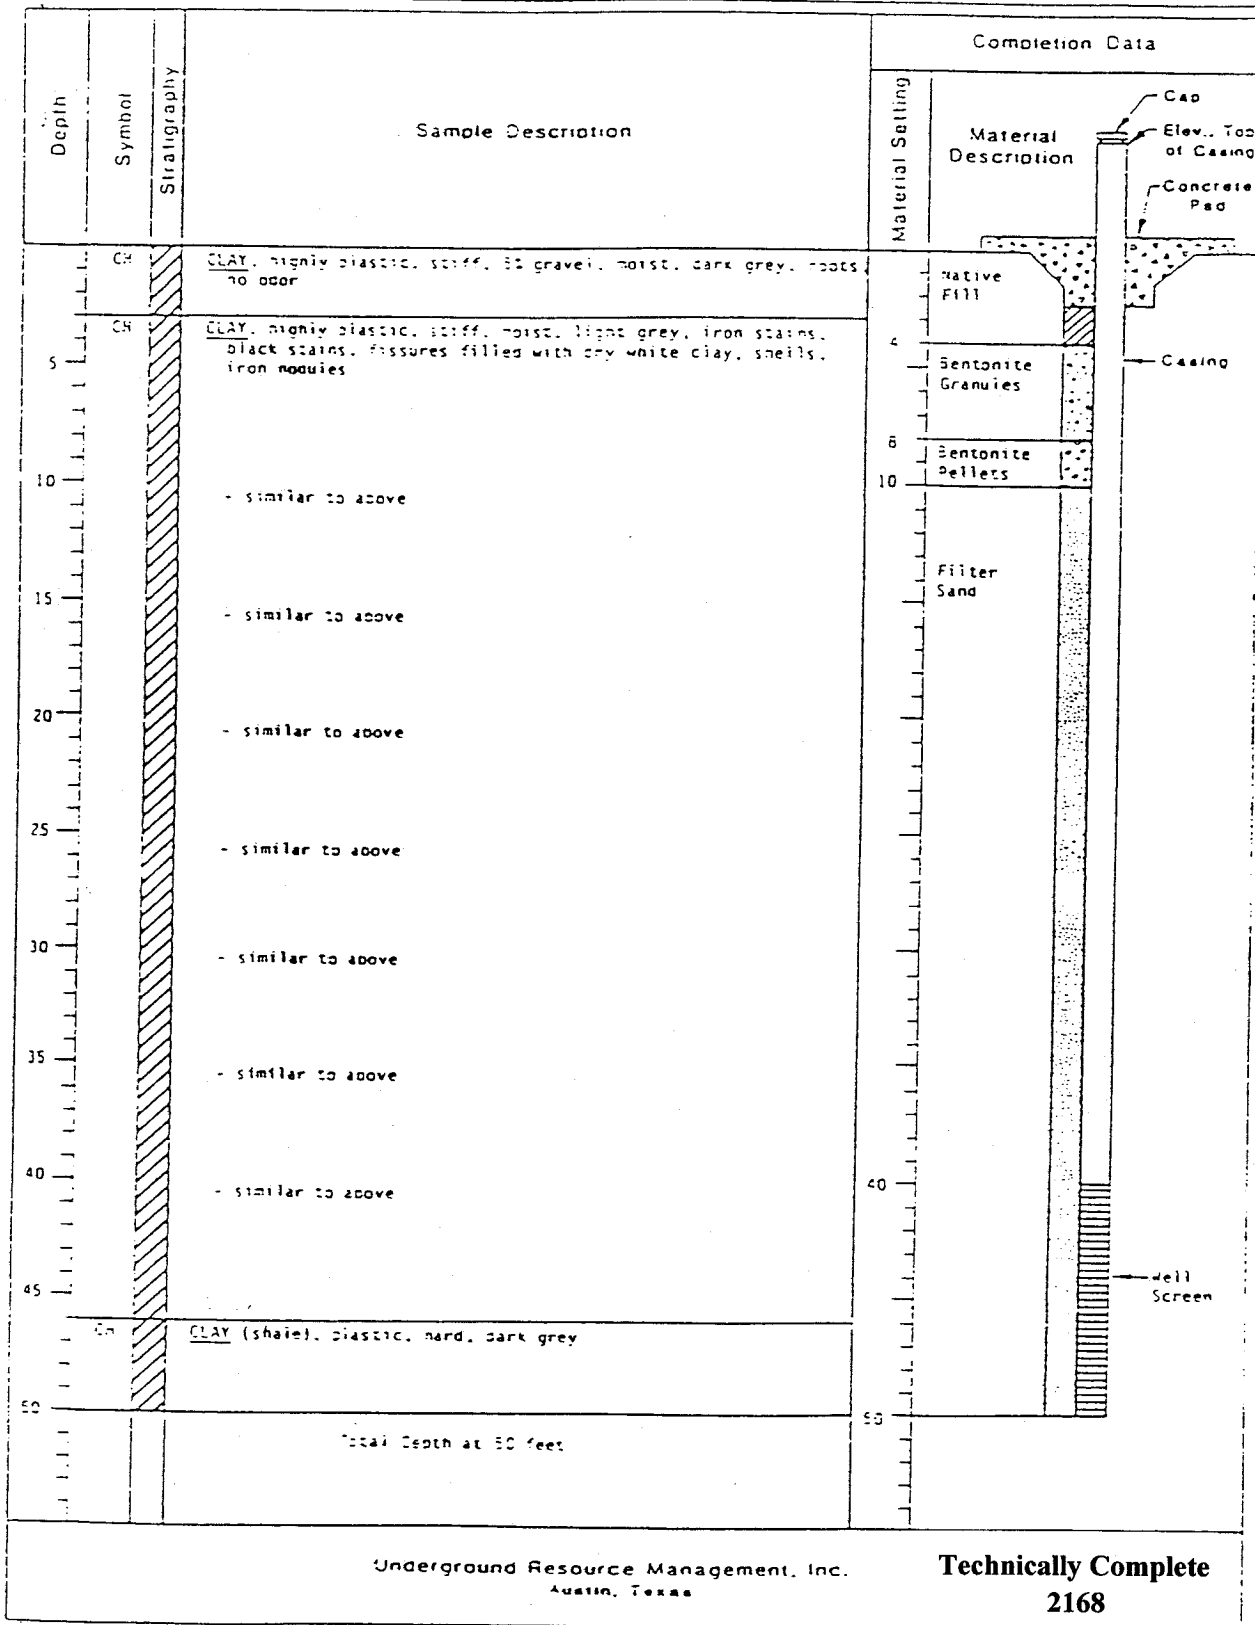 Completion Data
Depth
Symbol
Stratigraphy
Sample Description
Material Setting
Material
Description
Cap
Elev., Top
of Casing
Concrete
Pad
CH
CLAY, highly plastic, stiff, gravel, moist, dark grey, roots
no odor
Native
Fill
CH
CLAY, highly plastic, stiff, moist, light grey, iron stains,
black stains, fissures filled with dry white clay, shells,
iron nodules
4
5
Bentonite
Granules
Casing
8
Bentonite
Pellets
10
- similar to above
10
Filter
Sand
15
- similar to above
20
- similar to above
25
- similar to above
30
- similar to above
35
- similar to above
40
- similar to above
40
Well
Screen
45
CH
CLAY (shale), plastic, hard, dark grey
50
50
Total Depth at 50 feet
Underground Resource Management, Inc.
Austin, Texas
Technically Complete
2168